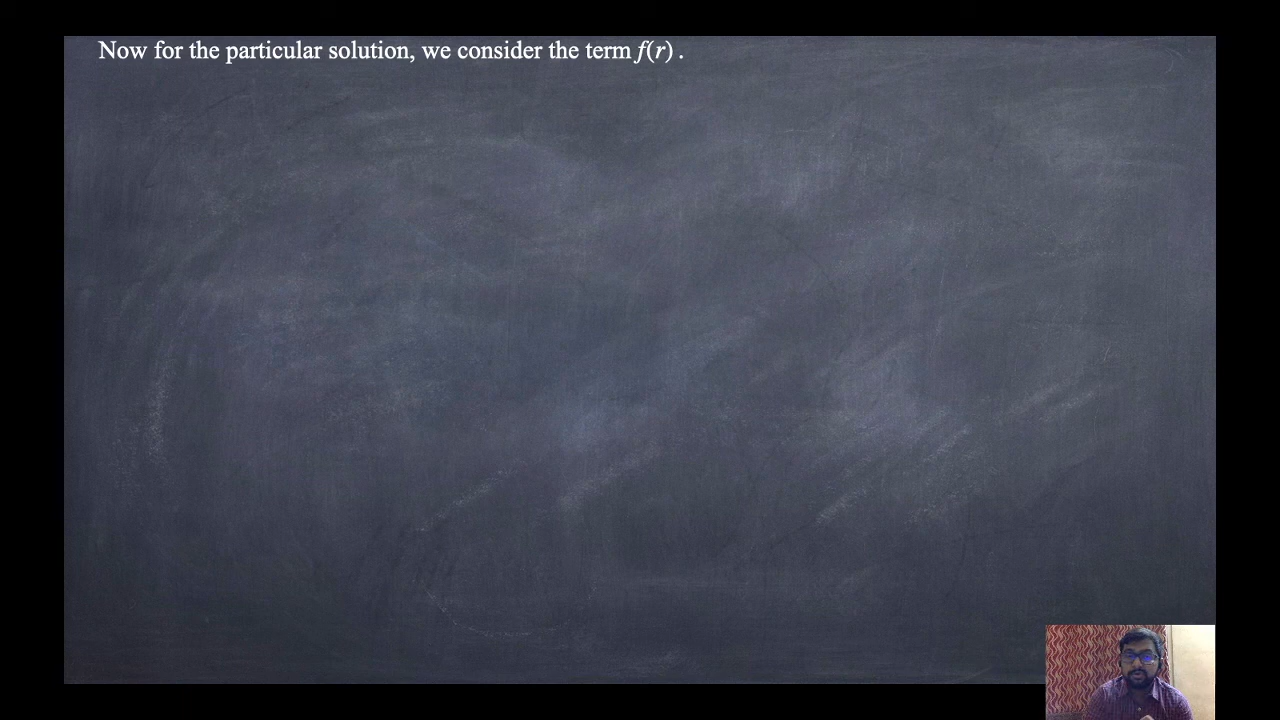 Now for the particular solution, we consider the term f(r) .